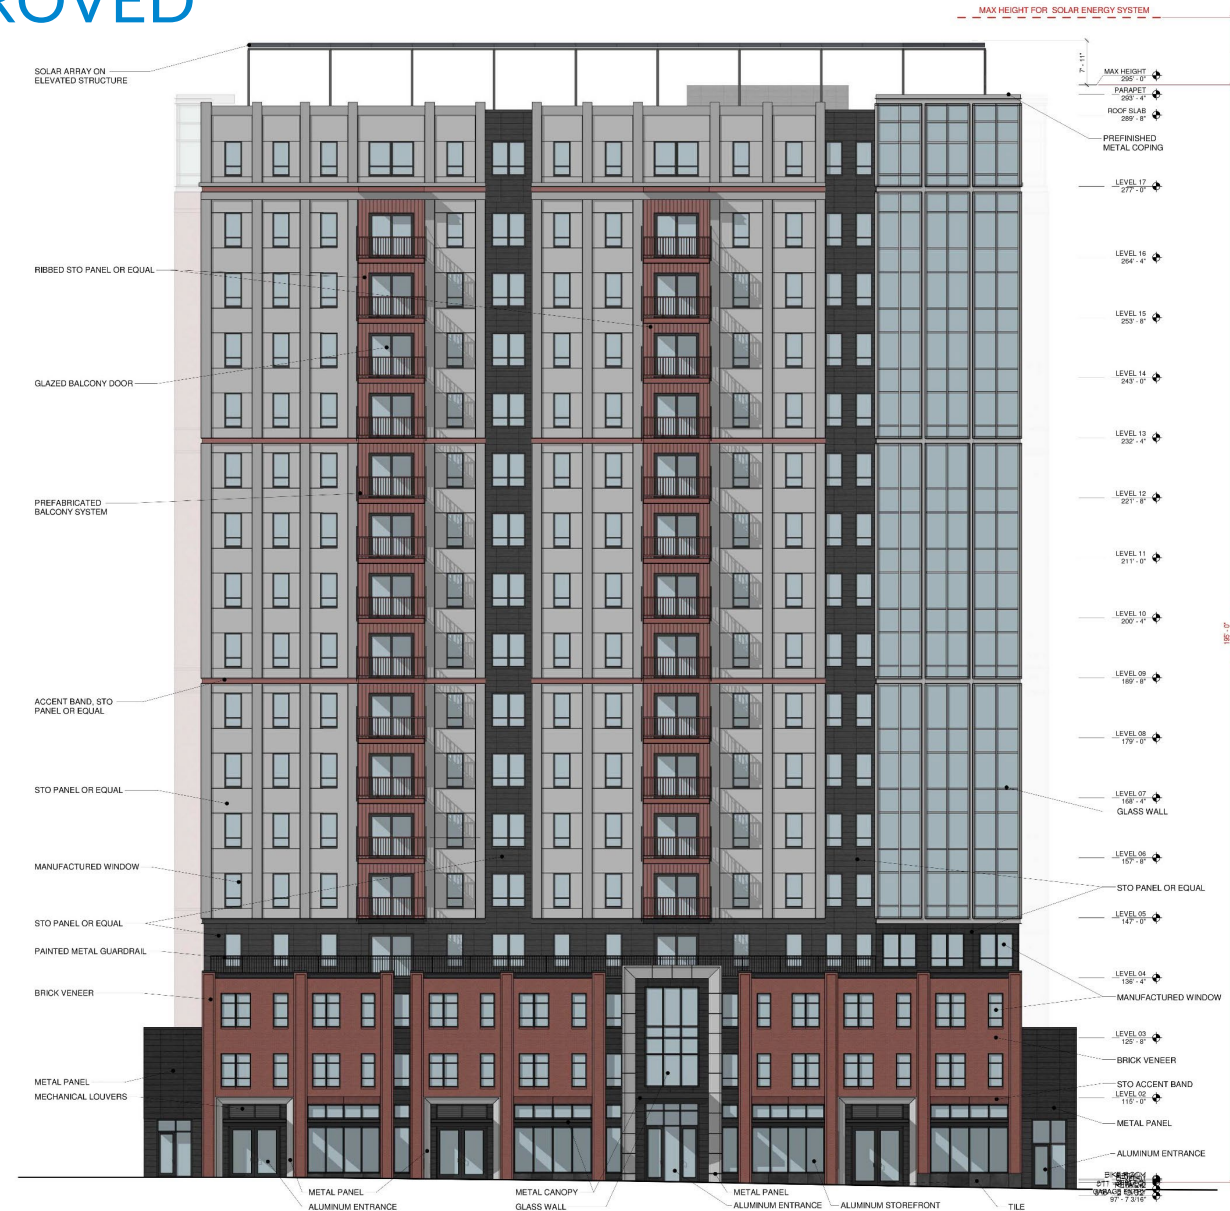 ROVED
MAX HEIGHT FOR SOLAR ENERGY SYSTEM
SOLAR ARRAY ON
ELEVATED STRUCTURE
7' - 11"
MAX HEIGHT
295' - 0"
PARAPET
293' - 4"
ROOF SLAB
289' - 8"
PREFINISHED
METAL COPING
LEVEL 17
277' - 0"
RIBBED STO PANEL OR EQUAL
LEVEL 16
264' - 4"
LEVEL 15
253' - 8"
GLAZED BALCONY DOOR
LEVEL 14
243' - 0"
LEVEL 13
232' - 4"
PREFABRICATED
BALCONY SYSTEM
LEVEL 12
221' - 8"
LEVEL 11
211' - 0"
LEVEL 10
200' - 4"
195' - 0"
LEVEL 09
189' - 8"
ACCENT BAND, STO
PANEL OR EQUAL
LEVEL 08
179' - 0"
STO PANEL OR EQUAL
LEVEL 07
168' - 4"
GLASS WALL
MANUFACTURED WINDOW
LEVEL 06
157' - 8"
STO PANEL OR EQUAL
STO PANEL OR EQUAL
LEVEL 05
147' - 0"
PAINTED METAL GUARDRAIL
LEVEL 04
136' - 4"
BRICK VENEER
MANUFACTURED WINDOW
LEVEL 03
125' - 8"
BRICK VENEER
METAL PANEL
STO ACCENT BAND
MECHANICAL LOUVERS
LEVEL 02
115' - 0"
METAL PANEL
ALUMINUM ENTRANCE
METAL PANEL
METAL CANOPY
METAL PANEL
ALUMINUM ENTRANCE
GLASS WALL
ALUMINUM ENTRANCE
ALUMINUM STOREFRONT
TILE
97' - 7 3/16"